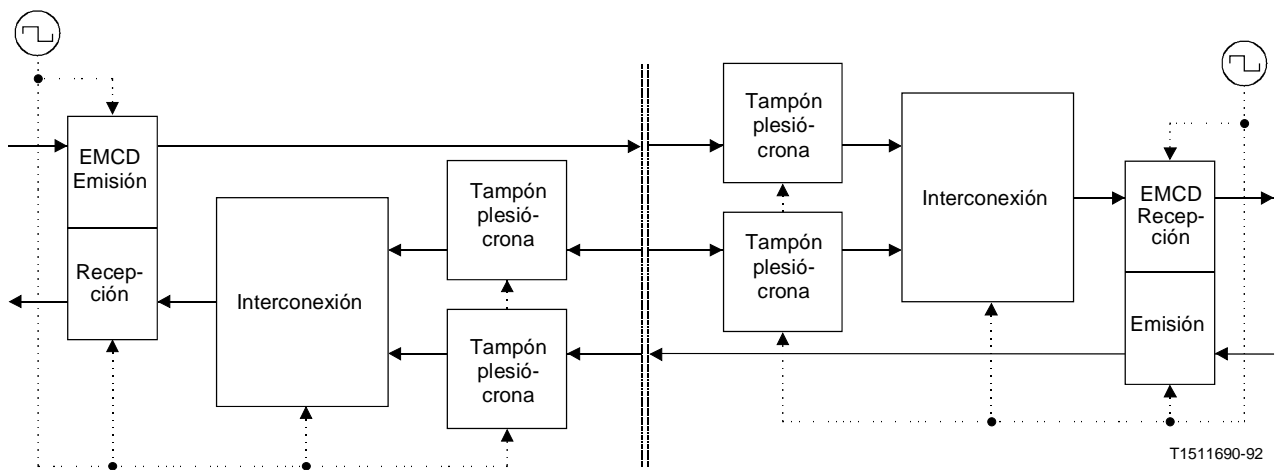 EMCD
Emisión
Recep-
ción
Interconexión
Tampón
plesió-
crona
Tampón
plesió-
crona
Tampón
plesió-
crona
Tampón
plesió-
crona
Interconexión
EMCD
Recep-
ción
Emisión
T1511690-92